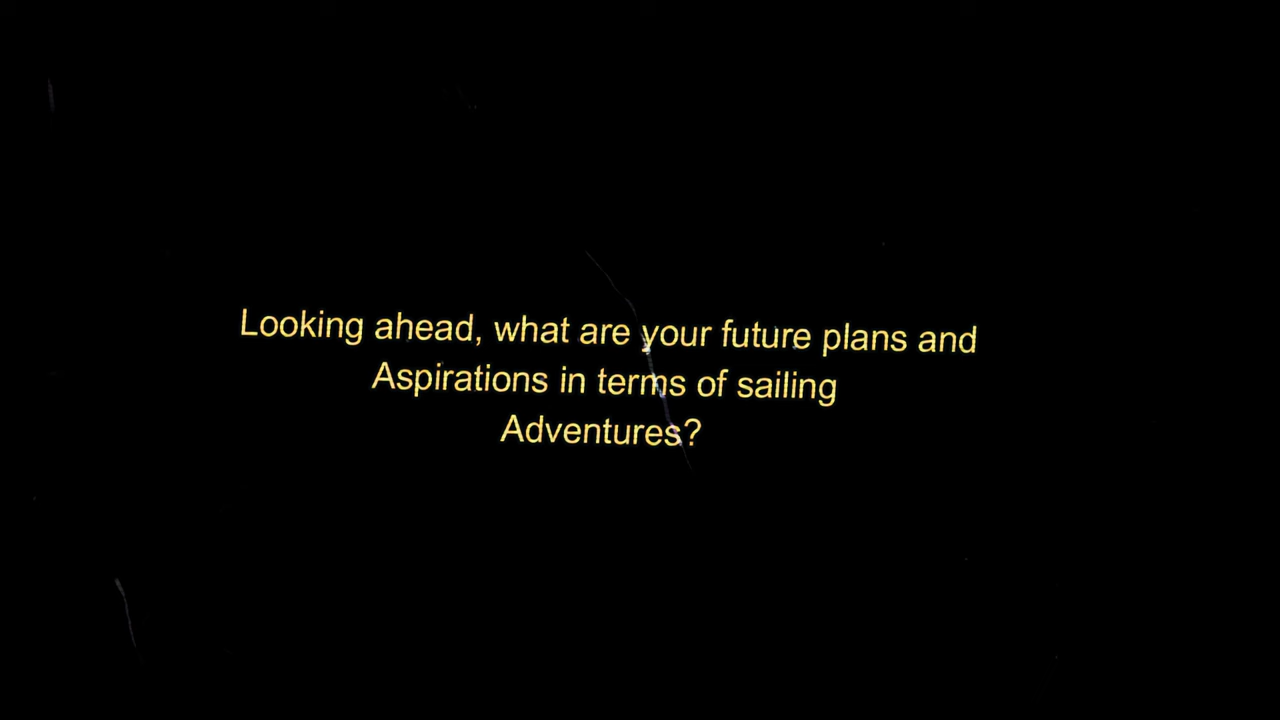 Looking ahead, what are your future plans and
Aspirations in terms of sailing
Adventures?